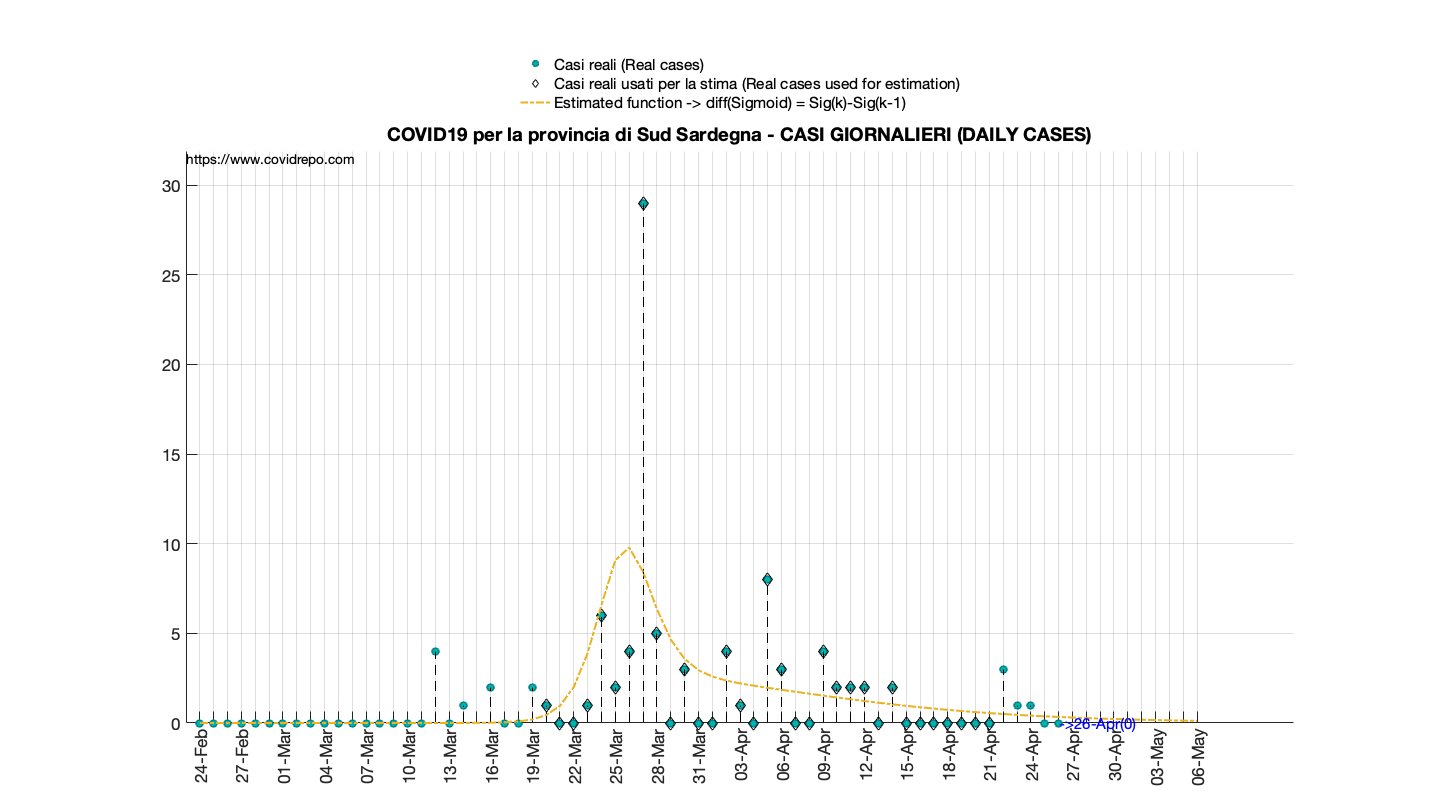 Casi reali (Real cases)
Casi reali usati per la stima (Real cases used for estimation)
Estimated function -> diff(Sigmoid) = Sig(k)-Sig(k-1)
COVID19 per la provincia di Sud Sardegna - CASI GIORNALIERI (DAILY CASES)
https://www.covidrepo.com
30
25
20
15
10
5
0
->26-Apr(0)
24-Feb
27-Feb
01-Mar
04-Mar
07-Mar
10-Mar
13-Mar
16-Mar
19-Mar
22-Mar
25-Mar
28-Mar
31-Mar
03-Apr
06-Apr
09-Apr
12-Apr
15-Apr
18-Apr
21-Apr
24-Apr
27-Apr
30-Apr
03-May
06-May